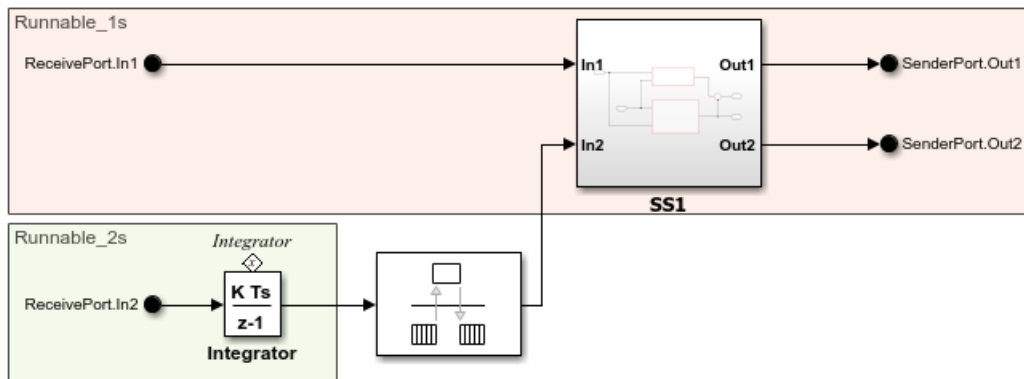 Runnable_1s
ReceivePort.In1
In1
Out1
SenderPort.Out1
In2
Out2
SenderPort.Out2
SS1
Runnable_2s
Integrator
x
ReceivePort.In2
K Ts
z-1
Integrator